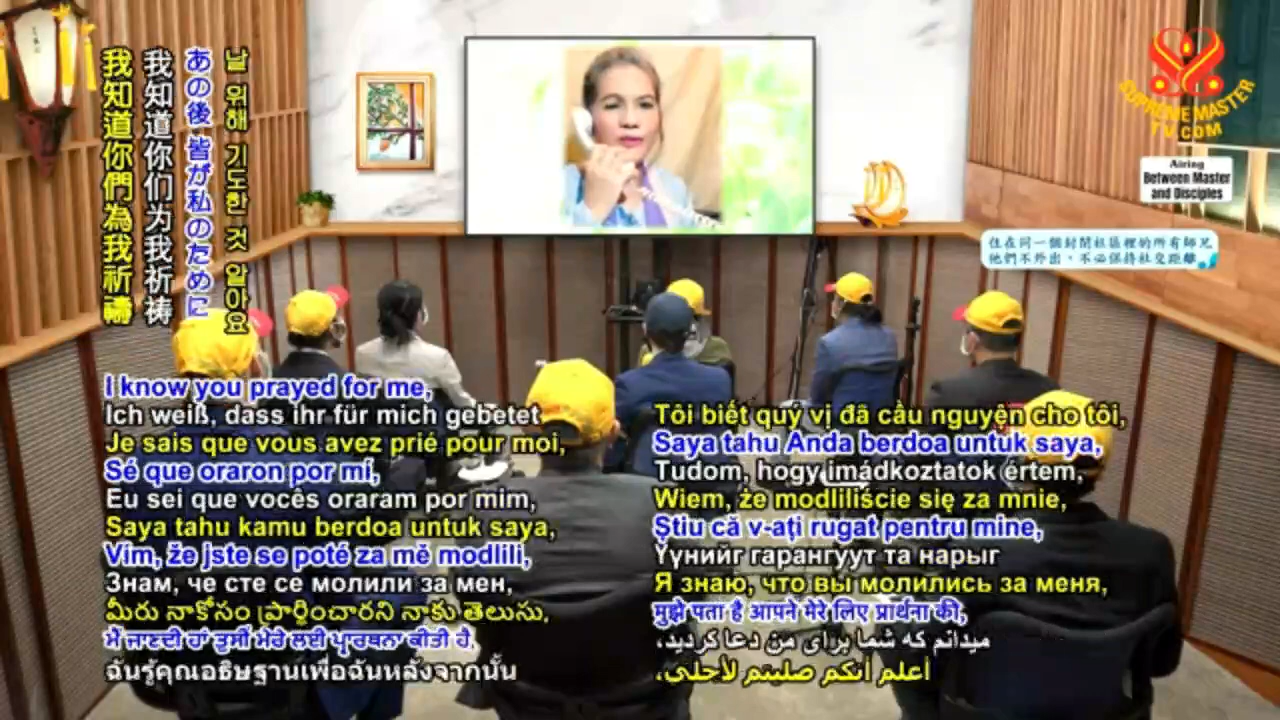 我知道你們為我祈禱
我知道你们为我祈祷
あの後 皆が私のために
날 위해 기도한 것 알아요
SUPREME MASTER
TV.COM
Airing
Between Master
and Disciples
住在同一個封閉社區裡的所有師兄
他們不外出，不必保持社交距離
I know you prayed for me,
Ich weiß, dass ihr für mich gebetet
Je sais que vous avez prié pour moi,
Sé que oraron por mí,
Eu sei que vocês oraram por mim,
Saya tahu kamu berdoa untuk saya,
Vim, že jste se poté za mě modlili,
Знам, че сте се молили за мен,
మీరు నాకోసం ప్రార్థించారని నాకు తెలుసు.
ਮੈਂ ਜਾਣਦੀ ਹਾਂ ਤੁਸੀਂ ਮੇਰੇ ਲਈ ਪ੍ਰਾਰਥਨਾ ਕੀਤੀ ਹੈ,
ฉันรู้คุณอธิษฐานเพื่อฉันหลังจากนั้น
Tôi biết quý vị đã cầu nguyện cho tôi,
Saya tahu Anda berdoa untuk saya,
Tudom, hogy imádkoztatok értem,
Wiem, że modliliście się za mnie,
Știu că v-ați rugat pentru mine,
Үүнийг гарангуут та нарыг
Я знаю, что вы молились за меня,
मुझे पता है आपने मेरे लिए प्रार्थना की,
میدانم که شما برای من دعا کردید،
أعلم أنكم صليتم لأجلي،